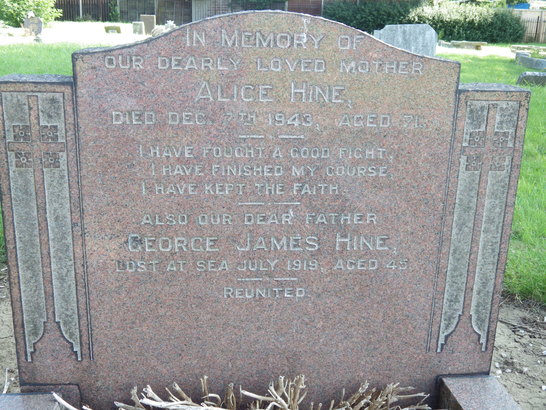 IN MEMORY OF
OUR DEARLY LOVED MOTHER
ALICE HINE,
DIED DEC. 7TH 1943, AGED 71.
I HAVE FOUGHT A GOOD FIGHT,
I HAVE FINISHED MY COURSE,
I HAVE KEPT THE FAITH.
ALSO OUR DEAR FATHER
GEORGE JAMES HINE,
LOST AT SEA JULY 1919, AGED 45.
REUNITED.